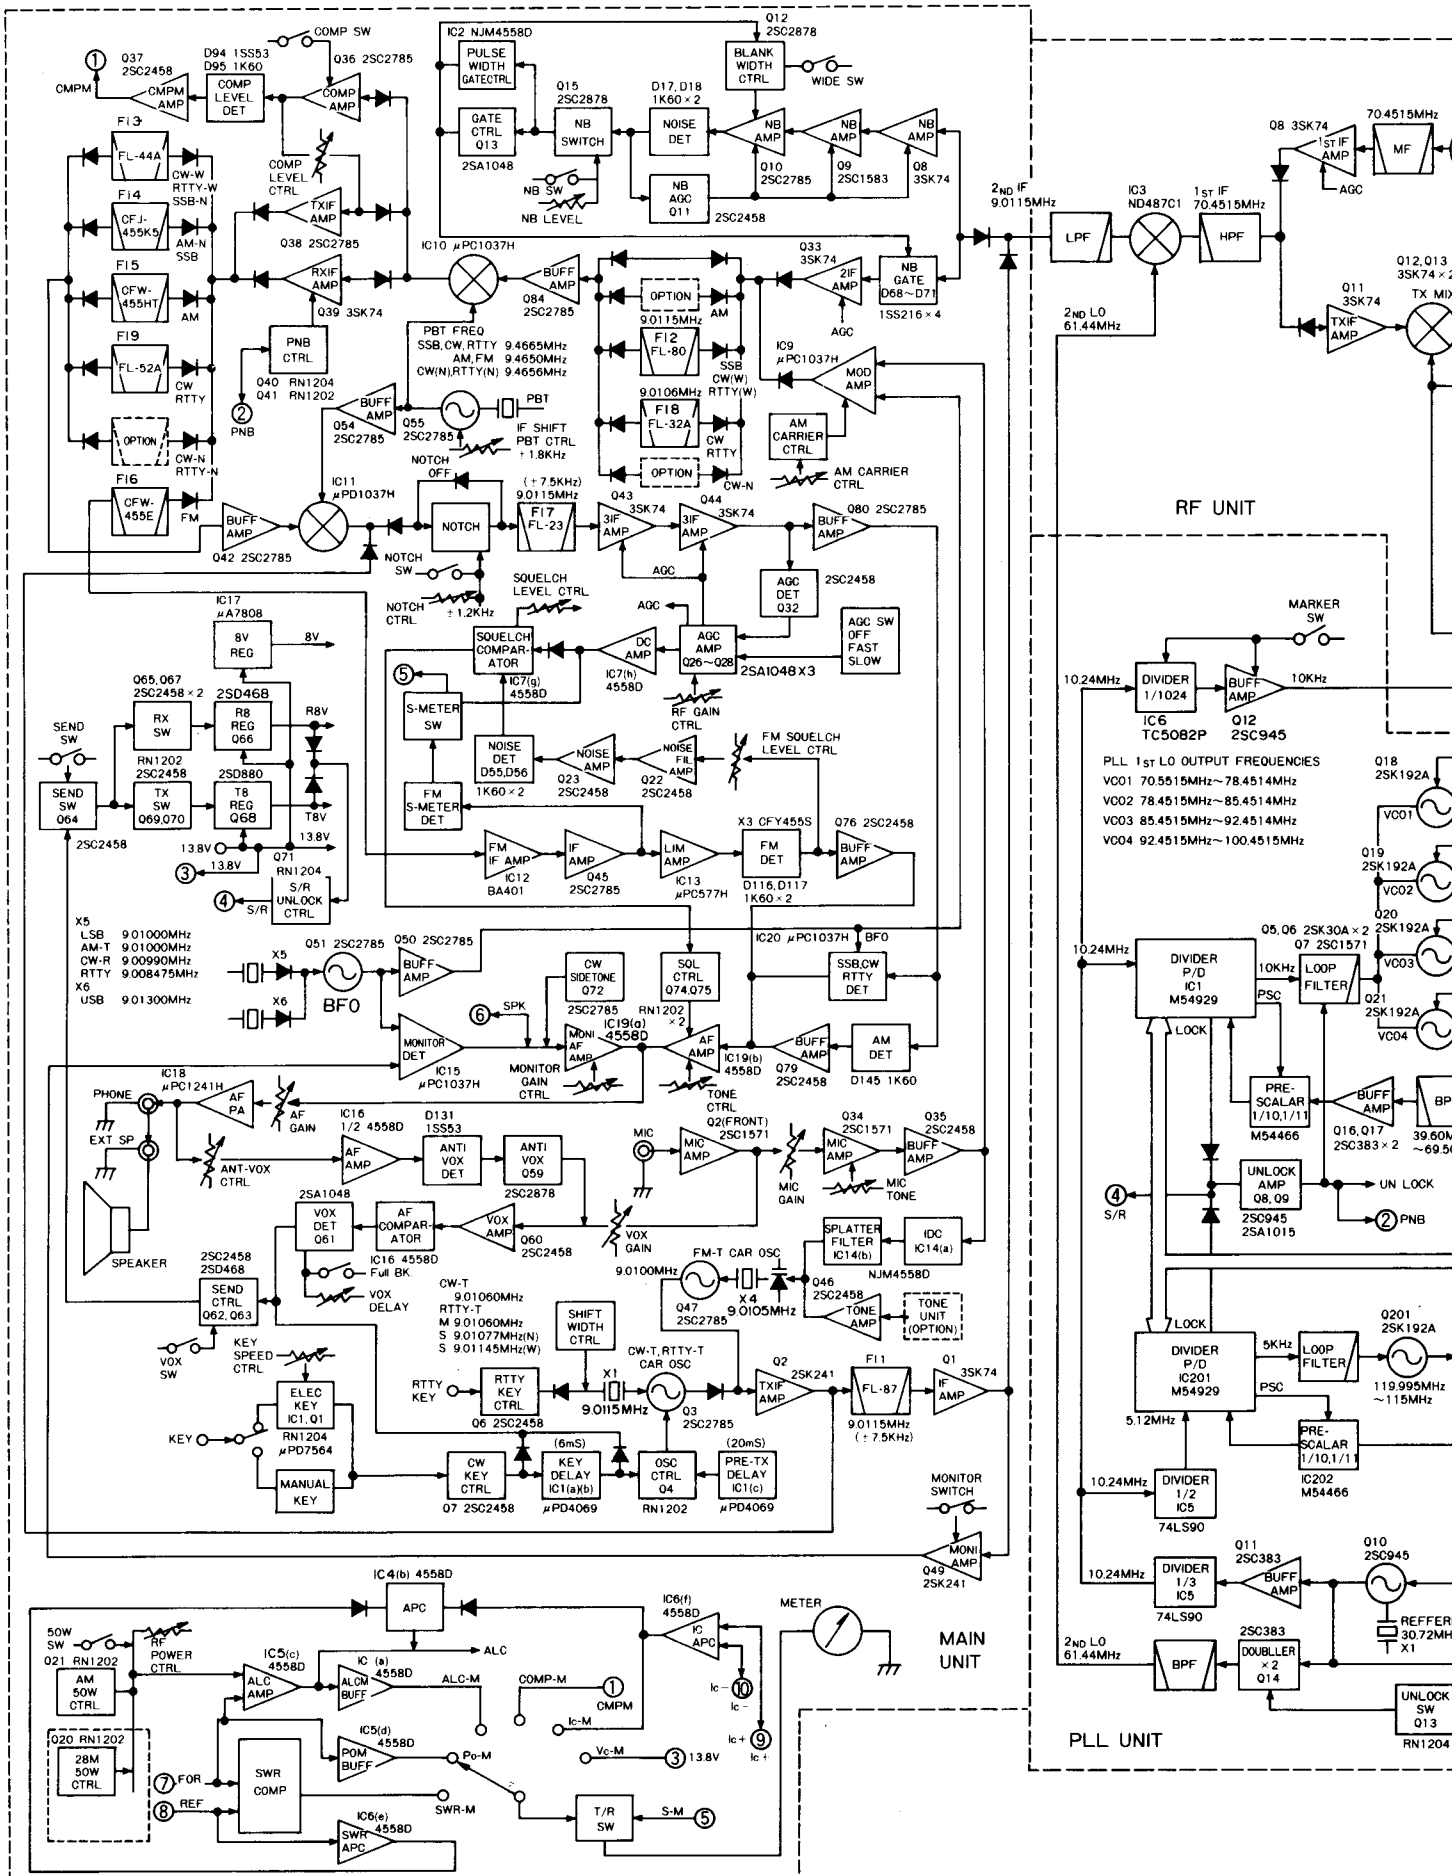 Q37
2SC2458
1
CMPM
CMPM
AMP
D94 1SS53
D95 1K60
COMP
LEVEL
DET
COMP SW
Q36 2SC2785
COMP
AMP
COMP
LEVEL
CTRL
F13
FL-44A
CW-W
RTTY-W
SSB-N
F14
CFJ-
455K5
AM-N
SSB
F15
CFW-
455HT
AM
F19
FL-52A
CW
RTTY
OPTION
CW-N
RTTY-N
F16
CFW-
455E
FM
TXIF
AMP
Q38 2SC2785
RXIF
AMP
Q39 3SK74
PNB
CTRL
Q40 RN1204
Q41 RN1202
2
PNB
IC2 NJM4558D
PULSE
WIDTH
GATECTRL
GATE
CTRL
Q13
2SA1048
Q15
2SC2878
NB
SWITCH
NB SW
NB LEVEL
D17, D18
1K60×2
NOISE
DET
NB
AGC
Q11
2SC2458
Q12
2SC2878
BLANK
WIDTH
CTRL
WIDE SW
NB
AMP
Q10
2SC2785
NB
AMP
Q9
2SC1583
NB
AMP
Q8
3SK74
IC10 μPC1037H
BUFF
AMP
Q84
2SC2785
PBT FREQ
SSB,CW,RTTY 9.4665MHz
AM,FM 9.4650MHz
CW(N),RTTY(N) 9.4656MHz
BUFF
AMP
Q54
2SC2785
Q55
2SC2785
PBT
IF SHIFT
PBT CTRL
±1.8KHz
OPTION
AM
9.0115MHz
F12
FL-80
SSB
CW(W)
RTTY(W)
9.0106MHz
F18
FL-32A
CW
RTTY
OPTION
CW-N
Q33
3SK74
2IF
AMP
AGC
NB
GATE
D68~D71
1SS216×4
IC9
μPC1037H
MOD
AMP
AM
CARRIER
CTRL
AM CARRIER
CTRL
2ND IF
9.0115MHz
LPF
IC3
ND487C1
1ST IF
70.4515MHz
HPF
Q8 3SK74
1ST IF
AMP
AGC
70.4515MHz
MF
Q12,Q13
3SK74×2
TX MIX
Q11
3SK74
TXIF
AMP
2ND LO
61.44MHz
RF UNIT
BUFF
AMP
Q42 2SC2785
IC11
μPD1037H
NOTCH
OFF
NOTCH
NOTCH
SW
NOTCH
CTRL
±1.2KHz
(±7.5KHz)
9.0115MHz
F17
FL-23
Q43
3SK74
3IF
AMP
Q44
3SK74
3IF
AMP
AGC
Q80 2SC2785
BUFF
AMP
AGC
DET
Q32
2SC2458
SQUELCH
LEVEL CTRL
SQUELCH
COMPAR-
ATOR
IC7(g)
4558D
DC
AMP
IC7(h)
4558D
AGC
AGC
AMP
Q26~Q28
2SA1048X3
RF GAIN
CTRL
AGC SW
OFF
FAST
SLOW
IC17
μA7808
8V
REG
8V
Q65,Q67
2SC2458×2
RX
SW
RN1202
2SC2458
TX
SW
Q69,Q70
2SD468
R8
REG
Q66
R8V
2SD880
T8
REG
Q68
T8V
SEND
SW
SEND
SW
Q64
2SC2458
13.8V
13.8V
13.8V
3
Q71
RN1204
S/R
UNLOCK
CTRL
4
S/R
5
S-METER
SW
FM
S-METER
DET
NOISE
DET
D55,D56
1K60×2
NOISE
AMP
Q23
2SC2458
NOISE
FIL
AMP
Q22
2SC2458
FM SQUELCH
LEVEL CTRL
FM
IF AMP
IC12
BA401
IF
AMP
Q45
2SC2785
LIM
AMP
IC13
μPC577H
X3 CFY455S
FM
DET
D116,D117
1K60×2
Q76 2SC2458
BUFF
AMP
MARKER
SW
10.24MHz
DIVIDER
1/1024
IC6
TC5082P
BUFF
AMP
Q12
2SC945
10KHz
PLL 1ST LO OUTPUT FREQUENCIES
VCO1 70.5515MHz~78.4514MHz
VCO2 78.4515MHz~85.4514MHz
VCO3 85.4515MHz~92.4514MHz
VCO4 92.4515MHz~100.4515MHz
Q18
2SK192A
VCO1
Q19
2SK192A
VCO2
Q20
2SK192A
VCO3
Q21
2SK192A
VCO4
X5
LSB 9.01000MHz
AM-T 9.01000MHz
CW-R 9.00990MHz
RTTY 9.008475MHz
X6
USB 9.01300MHz
X5
X6
Q51 2SC2785
BFO
Q50 2SC2785
BUFF
AMP
MONITOR
DET
IC15
μPC1037H
6
SPK
CW
SIDETONE
Q72
2SC2785
IC19(a)
4558D
MONI
AF
AMP
MONITOR
GAIN
CTRL
SQL
CTRL
Q74,Q75
RN1202
×2
AF
AMP
IC19(b)
4558D
TONE
CTRL
IC20 μPC1037H
BFO
SSB,CW
RTTY
DET
BUFF
AMP
Q79
2SC2458
AM
DET
D145 1K60
10.24MHz
DIVIDER
P/D
IC1
M54929
LOCK
10KHz
PSC
Q5,Q6 2SK30A×2
Q7 2SC1571
LOOP
FILTER
PRE-
SCALAR
1/10,1/11
M54466
BUFF
AMP
Q16,Q17
2SC383×2
BP
39.60M
~69.50
4
S/R
UNLOCK
AMP
Q8,Q9
2SC945
2SA1015
UN LOCK
2
PNB
PHONE
EXT SP
SPEAKER
IC18
μPC1241H
AF
PA
AF
GAIN
ANT-VOX
CTRL
IC16
1/2 4558D
AF
AMP
D131
1SS53
ANTI
VOX
DET
ANTI
VOX
Q59
2SC2878
2SA1048
VOX
DET
Q61
AF
COMPAR-
ATOR
IC16 4558D
VOX
AMP
Q60
2SC2458
VOX
GAIN
Full BK
VOX
DELAY
2SC2458
2SD468
SEND
CTRL
Q62,Q63
VOX
SW
Q2(FRONT)
2SC1571
MIC
MIC
AMP
MIC
GAIN
Q34
2SC1571
MIC
AMP
MIC
TONE
Q35
2SC2458
BUFF
AMP
SPLATTER
FILTER
IC14(b)
IDC
IC14(a)
NJM4558D
FM-T CAR OSC
9.0100MHz
Q47
2SC2785
X4
9.0105MHz
Q46
2SC2458
TONE
AMP
TONE
UNIT
(OPTION)
CW-T
9.01060MHz
RTTY-T
M 9.01060MHz
S 9.01077MHz(N)
S 9.01145MHz(W)
SHIFT
WIDTH
CTRL
KEY
SPEED
CTRL
ELEC
KEY
IC1,Q1
RN1204
μPD7564
KEY
MANUAL
KEY
RTTY
KEY
RTTY
KEY
CTRL
Q6 2SC2458
X1
9.0115MHz
CW-T,RTTY-T
CAR OSC
Q3
2SC2785
Q2
2SK241
TXIF
AMP
F11
FL-87
9.0115MHz
(±7.5KHz)
Q1
3SK74
IF
AMP
CW
KEY
CTRL
Q7 2SC2458
(6mS)
KEY
DELAY
IC1(a)(b)
μPD4069
OSC
CTRL
Q4
RN1202
(20mS)
PRE-TX
DELAY
IC1(c)
μPD4069
MONITOR
SWITCH
MONI
AMP
Q49
2SK241
LOCK
DIVIDER
P/D
IC201
M54929
5.12MHz
5KHz
PSC
LOOP
FILTER
Q201
2SK192A
119.995MHz
~115MHz
PRE-
SCALAR
1/10,1/11
IC202
M54466
10.24MHz
DIVIDER
1/2
IC5
74LS90
10.24MHz
DIVIDER
1/3
IC5
74LS90
Q11
2SC383
BUFF
AMP
Q10
2SC945
REFFERE
30.72MH
X1
2ND LO
61.44MHz
BPF
2SC383
DOUBLLER
×2
Q14
UNLOCK
SW
Q13
RN1204
PLL UNIT
MAIN
UNIT
50W
SW
RF
POWER
CTRL
Q21 RN1202
AM
50W
CTRL
Q20 RN1202
28M
50W
CTRL
7
FOR
8
REF
IC4(b) 4558D
APC
ALC
IC5(c)
4558D
ALC
AMP
IC (a)
4558D
ALCM
BUFF
ALC-M
IC5(d)
4558D
POM
BUFF
Po-M
SWR
COMP
SWR-M
IC6(e)
4558D
SWR
APC
COMP-M
1
CMPM
Ic-M
Vc-M
3
13.8V
T/R
SW
S-M
5
IC6(f)
4558D
IC
APC
Ic-
10
Ic-
Ic+
9
Ic+
METER